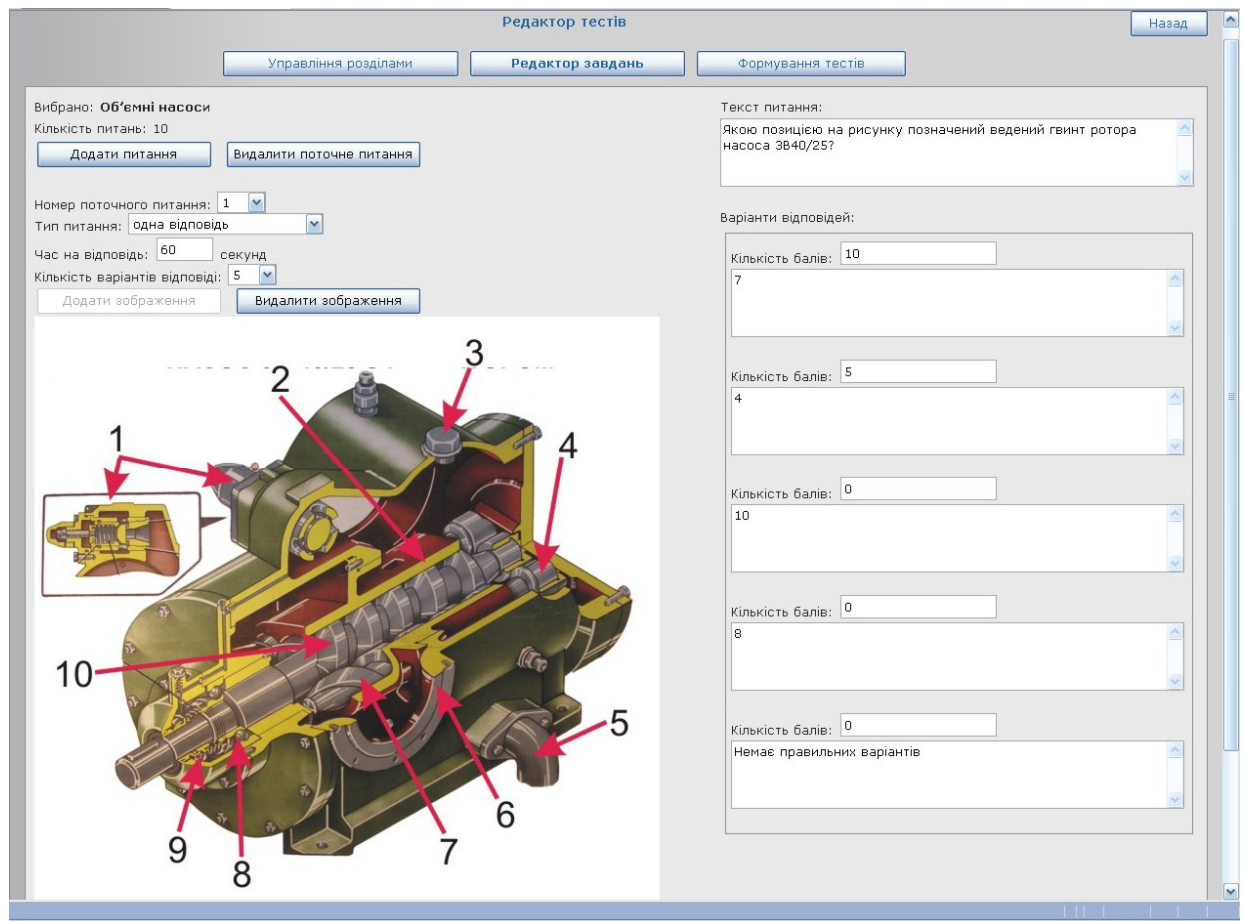 Редактор тестів
Назад
Управління розділами
Редактор завдань
Формування тестів
Вибрано: Об'ємні насоси
Кількість питань: 10
Додати питання
Видалити поточне питання
Номер поточного питання: 1
Тип питання: одна відповідь
Час на відповідь: 60 секунд
Кількість варіантів відповіді: 5
Додати зображення
Видалити зображення
1
2
3
4
10
5
6
7
8
9
Текст питання:
Якою позицією на рисунку позначений ведений гвинт ротора
насоса 3В40/25?
Варіанти відповідей:
Кількість балів: 10
7
Кількість балів: 5
4
Кількість балів: 0
10
Кількість балів: 0
8
Кількість балів: 0
Немає правильних варіантів